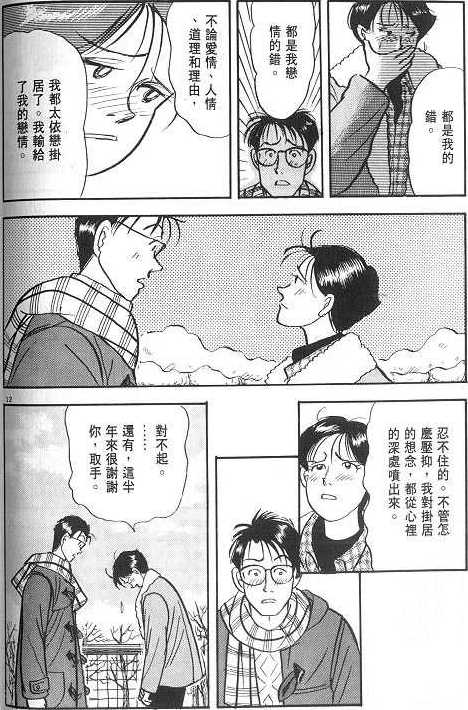 都是我的
錯。
都是我戀
情的錯。
不論愛情、人情
、道理和理由，
我都太依戀掛
居了。我輸給
了我的戀情。
忍不住的。不管怎
麼壓抑，我對掛居
的想念，都從心裡
的深處噴出來。
對不起。
……
還有，這半
年來很謝謝
你，取手。
12